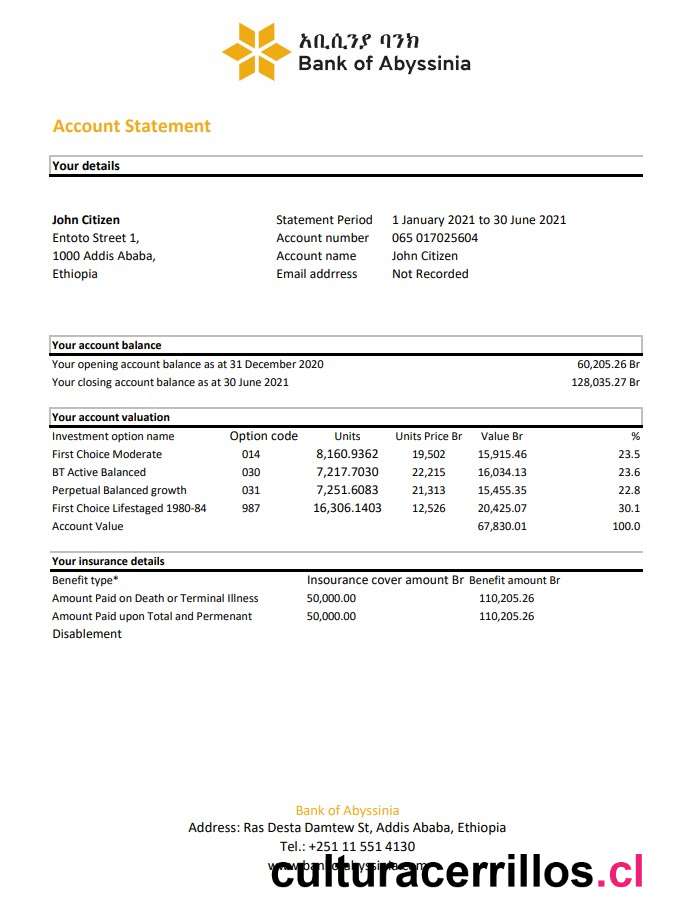 አቢሲንያ ባንክ
Bank of Abyssinia
Account Statement
Your details
John Citizen Statement Period 1 January 2021 to 30 June 2021
Entoto Street 1, Account number 065 017025604
1000 Addis Ababa, Account name John Citizen
Ethiopia Email addrress Not Recorded
Your account balance
Your opening account balance as at 31 December 2020 60,205.26 Br
Your closing account balance as at 30 June 2021 128,035.27 Br
Your account valuation
Investment option name Option code Units Units Price Br Value Br %
First Choice Moderate 014 8,160.9362 19,502 15,915.46 23.5
BT Active Balanced 030 7,217.7030 22,215 16,034.13 23.6
Perpetual Balanced growth 031 7,251.6083 21,313 15,455.35 22.8
First Choice Lifestaged 1980-84 987 16,306.1403 12,526 20,425.07 30.1
Account Value 67,830.01 100.0
Your insurance details
Benefit type* Insourance cover amount Br Benefit amount Br
Amount Paid on Death or Terminal Illness 50,000.00 110,205.26
Amount Paid upon Total and Permenant 50,000.00 110,205.26
Disablement
Bank of Abyssinia
Address: Ras Desta Damtew St, Addis Ababa, Ethiopia
Tel.: +251 11 551 4130
culturacerrillos.cl